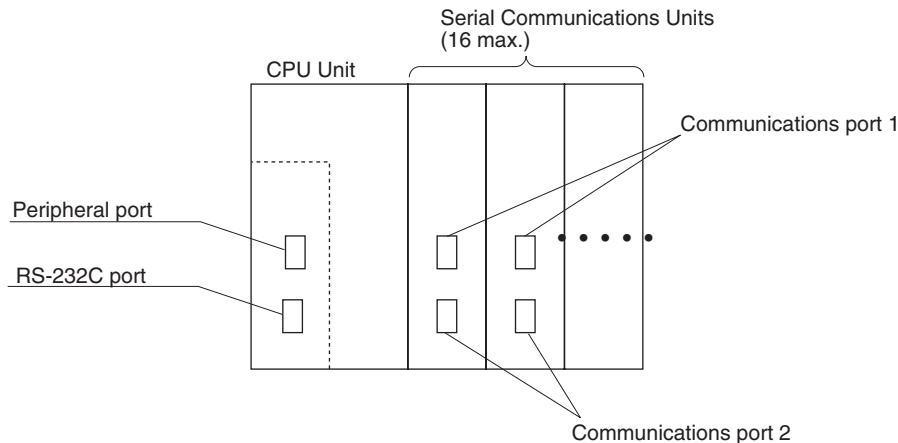 Serial Communications Units
(16 max.)
CPU Unit
Communications port 1
Peripheral port
RS-232C port
Communications port 2